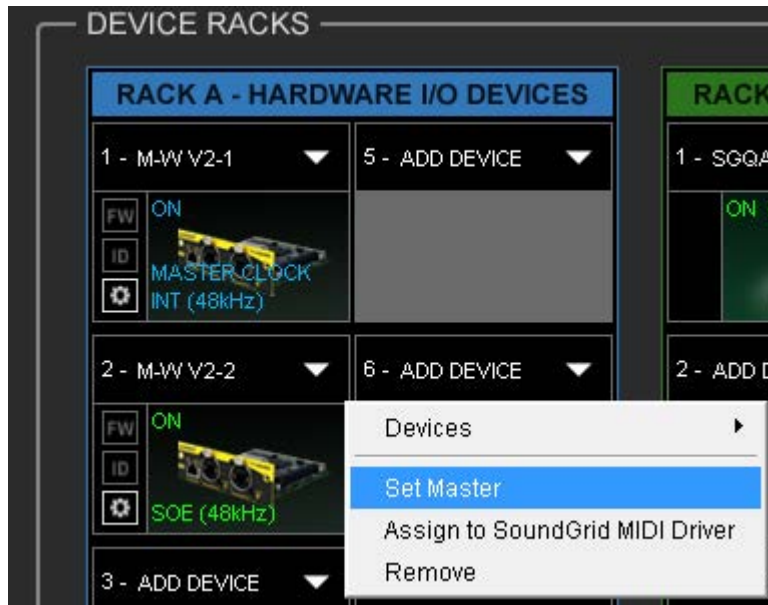 DEVICE RACKS
RACK A - HARDWARE I/O DEVICES
RACK
1 - M-W V2-1
5 - ADD DEVICE
1 - SGQA
FW
ID
ON
MASTER CLOCK
INT (48kHz)
ON
2 - M-W V2-2
6 - ADD DEVICE
2 - ADD
FW
ID
ON
SOE (48kHz)
Devices
Set Master
Assign to SoundGrid MIDI Driver
Remove
3 - ADD DEVICE